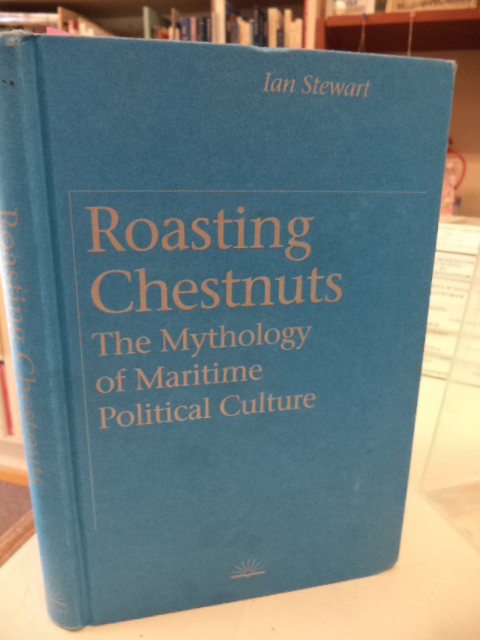 Ian Stewart
Roasting
Chestnuts
The Mythology
of Maritime
Political Culture
Roasting Chestnuts